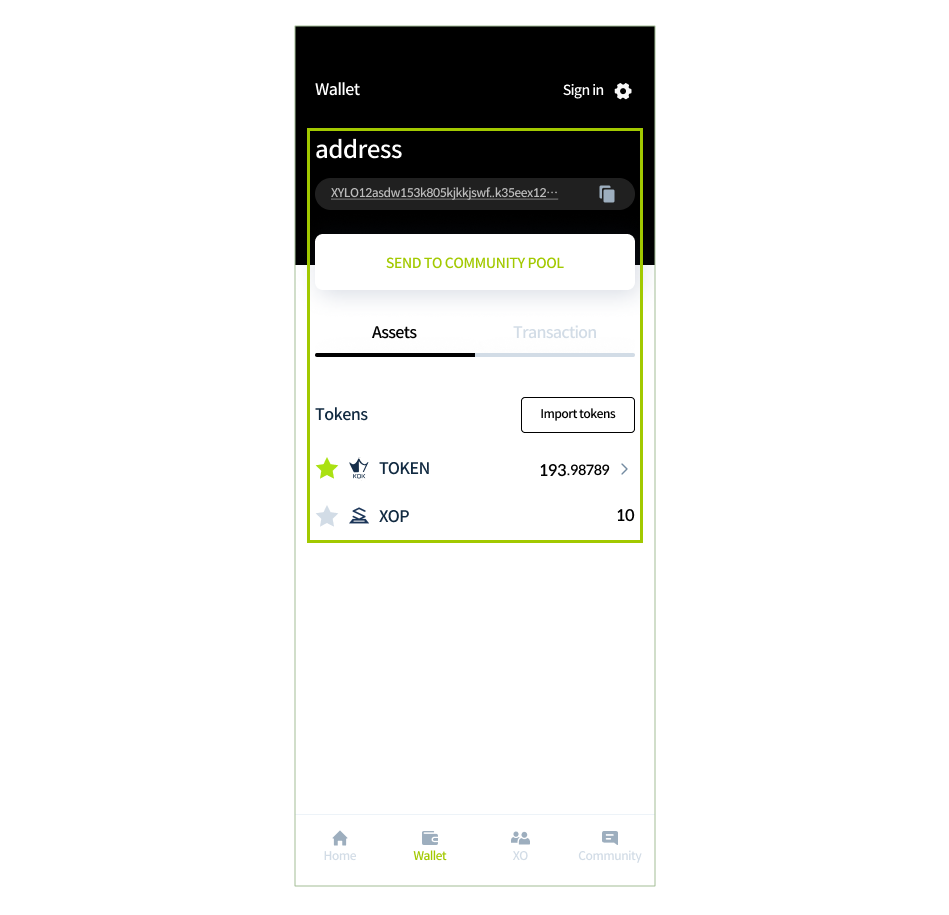 Wallet Sign in
address
XYLO12asdw153k805kjkkjswf..k35eex12···
SEND TO COMMUNITY POOL
Assets Transaction
Tokens Import tokens
KOK TOKEN 193.98789
XOP 10
Home Wallet XO Community